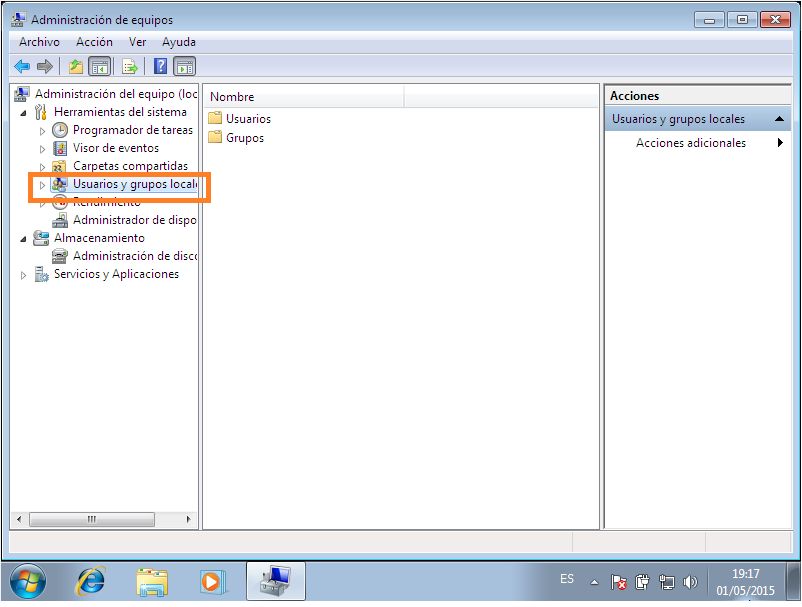 Administración de equipos
Archivo Acción Ver Ayuda
Administración del equipo (loc
Herramientas del sistema
Programador de tareas
Visor de eventos
Carpetas compartidas
Usuarios y grupos locale
Rendimiento
Administrador de dispo
Almacenamiento
Administración de disco
Servicios y Aplicaciones
Nombre
Usuarios
Grupos
Acciones
Usuarios y grupos locales
Acciones adicionales
ES
19:17
01/05/2015